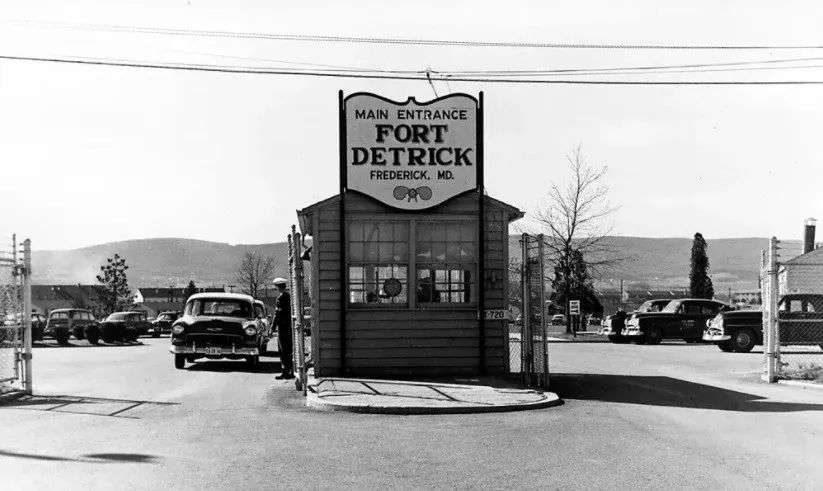 MAIN ENTRANCE
FORT
DETRICK
FREDERICK, MD.